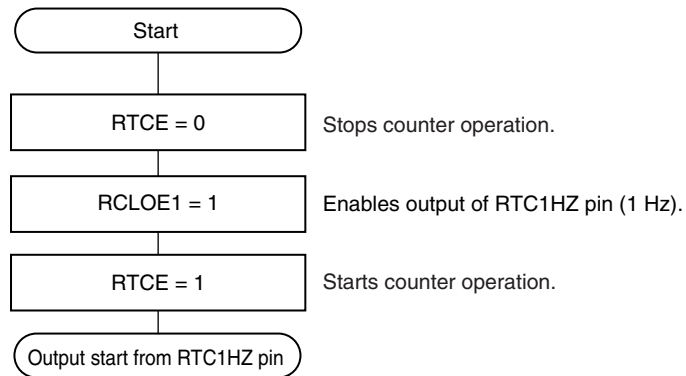 Start
RTCE = 0
Stops counter operation.
RCLOE1 = 1
Enables output of RTC1HZ pin (1 Hz).
RTCE = 1
Starts counter operation.
Output start from RTC1HZ pin